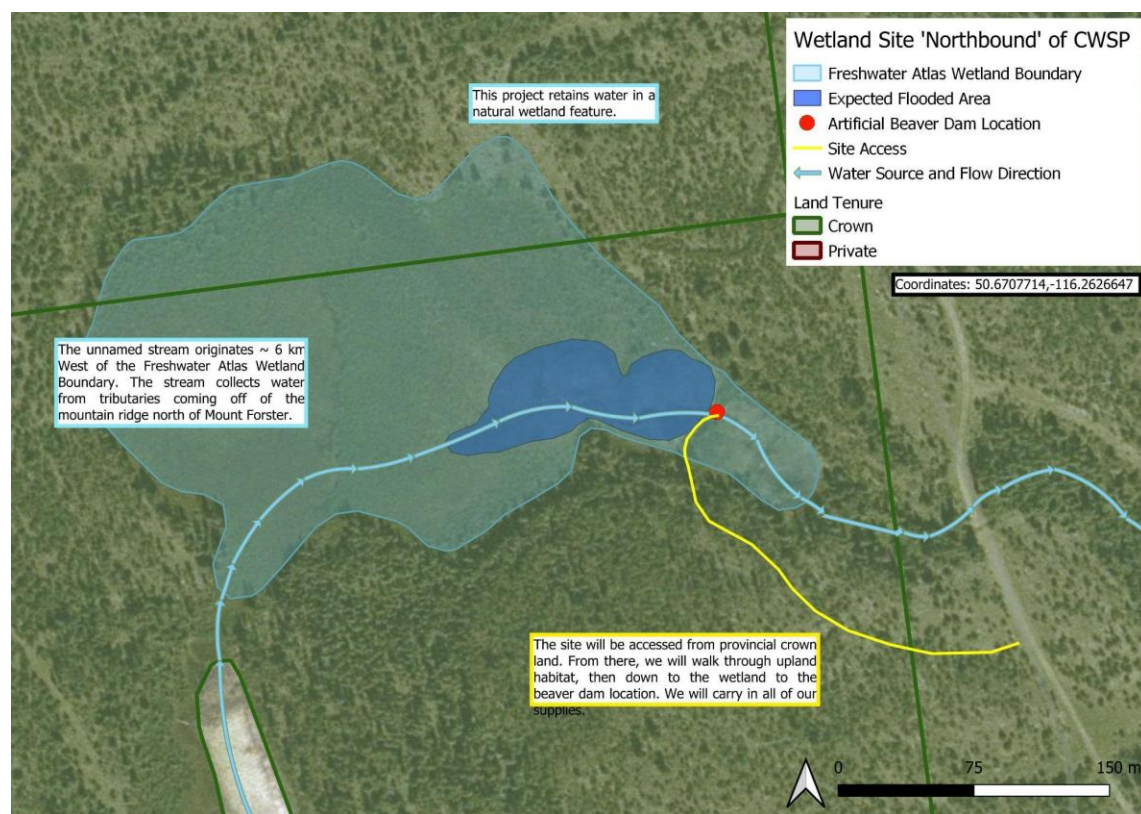 Wetland Site 'Northbound' of CWSP
Freshwater Atlas Wetland Boundary
Expected Flooded Area
Artificial Beaver Dam Location
Site Access
Water Source and Flow Direction
Land Tenure
Crown
Private
Coordinates: 50.6707714,-116.2626647
This project retains water in a
natural wetland feature.
The unnamed stream originates ~ 6 km
West of the Freshwater Atlas Wetland
Boundary. The stream collects water
from tributaries coming off of the
mountain ridge north of Mount Forster.
The site will be accessed from provincial crown
land. From there, we will walk through upland
habitat, then down to the wetland to the
beaver dam location. We will carry in all of our
supplies.
0 75 150 m